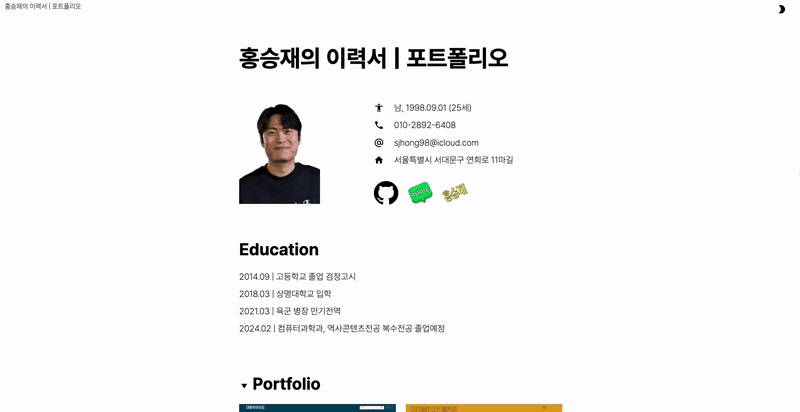 홍승재의 이력서 | 포트폴리오
홍승재의 이력서 | 포트폴리오
남, 1998.09.01 (25세)
010-2892-6408
sjhong98@icloud.com
서울특별시 서대문구 연희로 11마길
홍승재
Education
2014.09 | 고등학교 졸업 검정고시
2018.03 | 상명대학교 입학
2021.03 | 육군 병장 만기전역
2024.02 | 컴퓨터과학과, 역사콘텐츠전공 복수전공 졸업예정
Portfolio